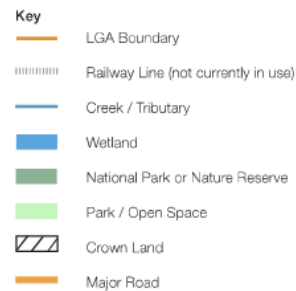 Key
LGA Boundary
Railway Line (not currently in use)
Creek / Tributary
Wetland
National Park or Nature Reserve
Park / Open Space
Crown Land
Major Road